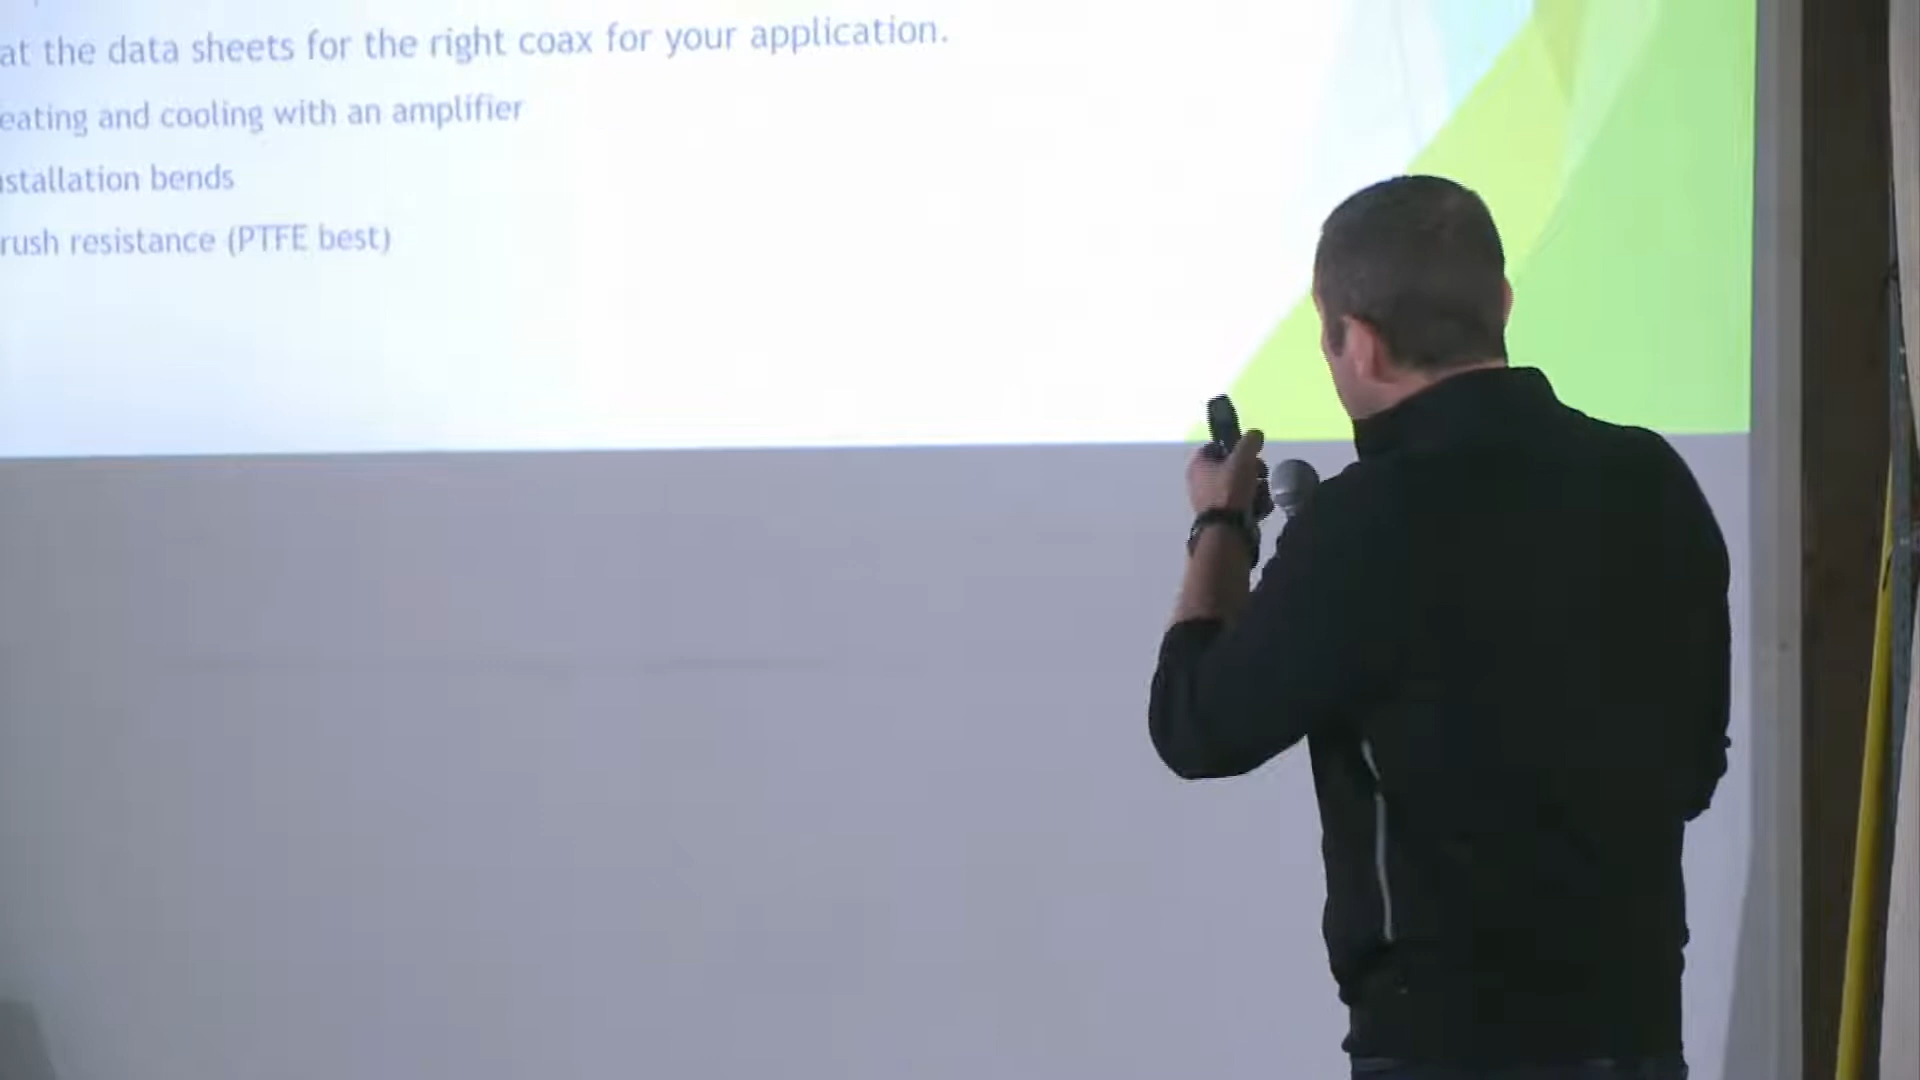 at the data sheets for the right coax for your application.
eating and cooling with an amplifier
nstallation bends
rush resistance (PTFE best)